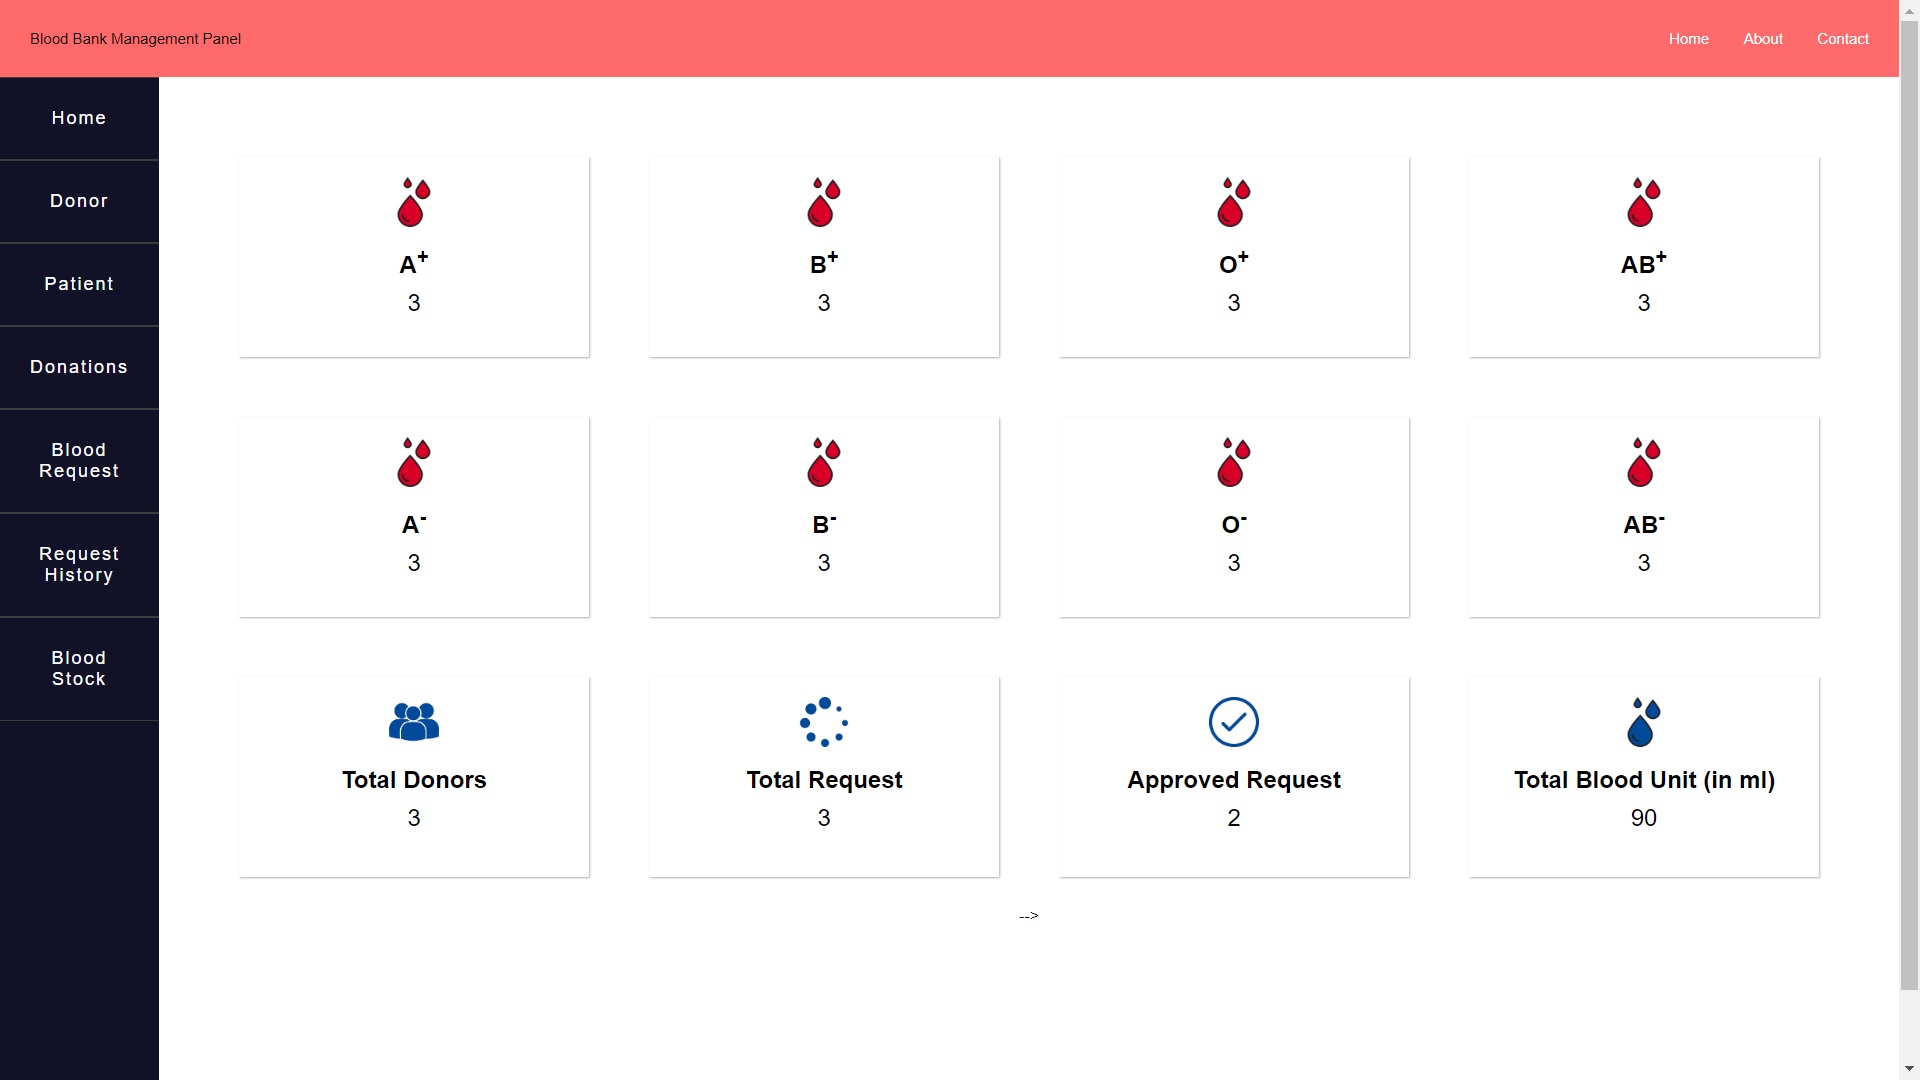 Blood Bank Management Panel
Home About Contact
Home
Donor
Patient
Donations
Blood
Request
Request
History
Blood
Stock
A+
3
B+
3
O+
3
AB+
3
A-
3
B-
3
O-
3
AB-
3
Total Donors
3
Total Request
3
Approved Request
2
Total Blood Unit (in ml)
90
-->